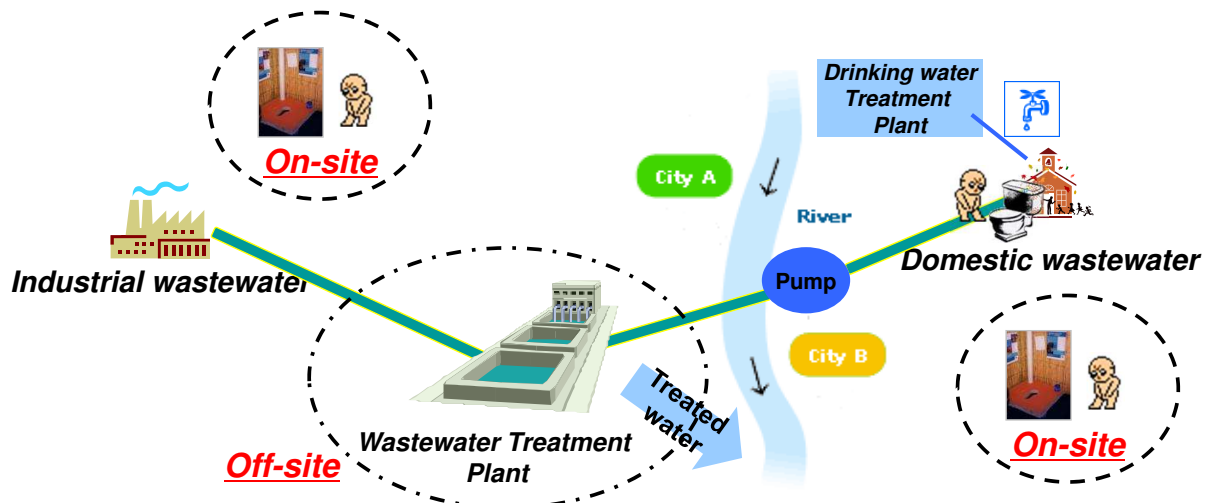 Drinking water
Treatment
Plant
On-site
City A
River
Industrial wastewater
Pump
Domestic wastewater
City B
Treated
water
Wastewater Treatment
Plant
Off-site
On-site